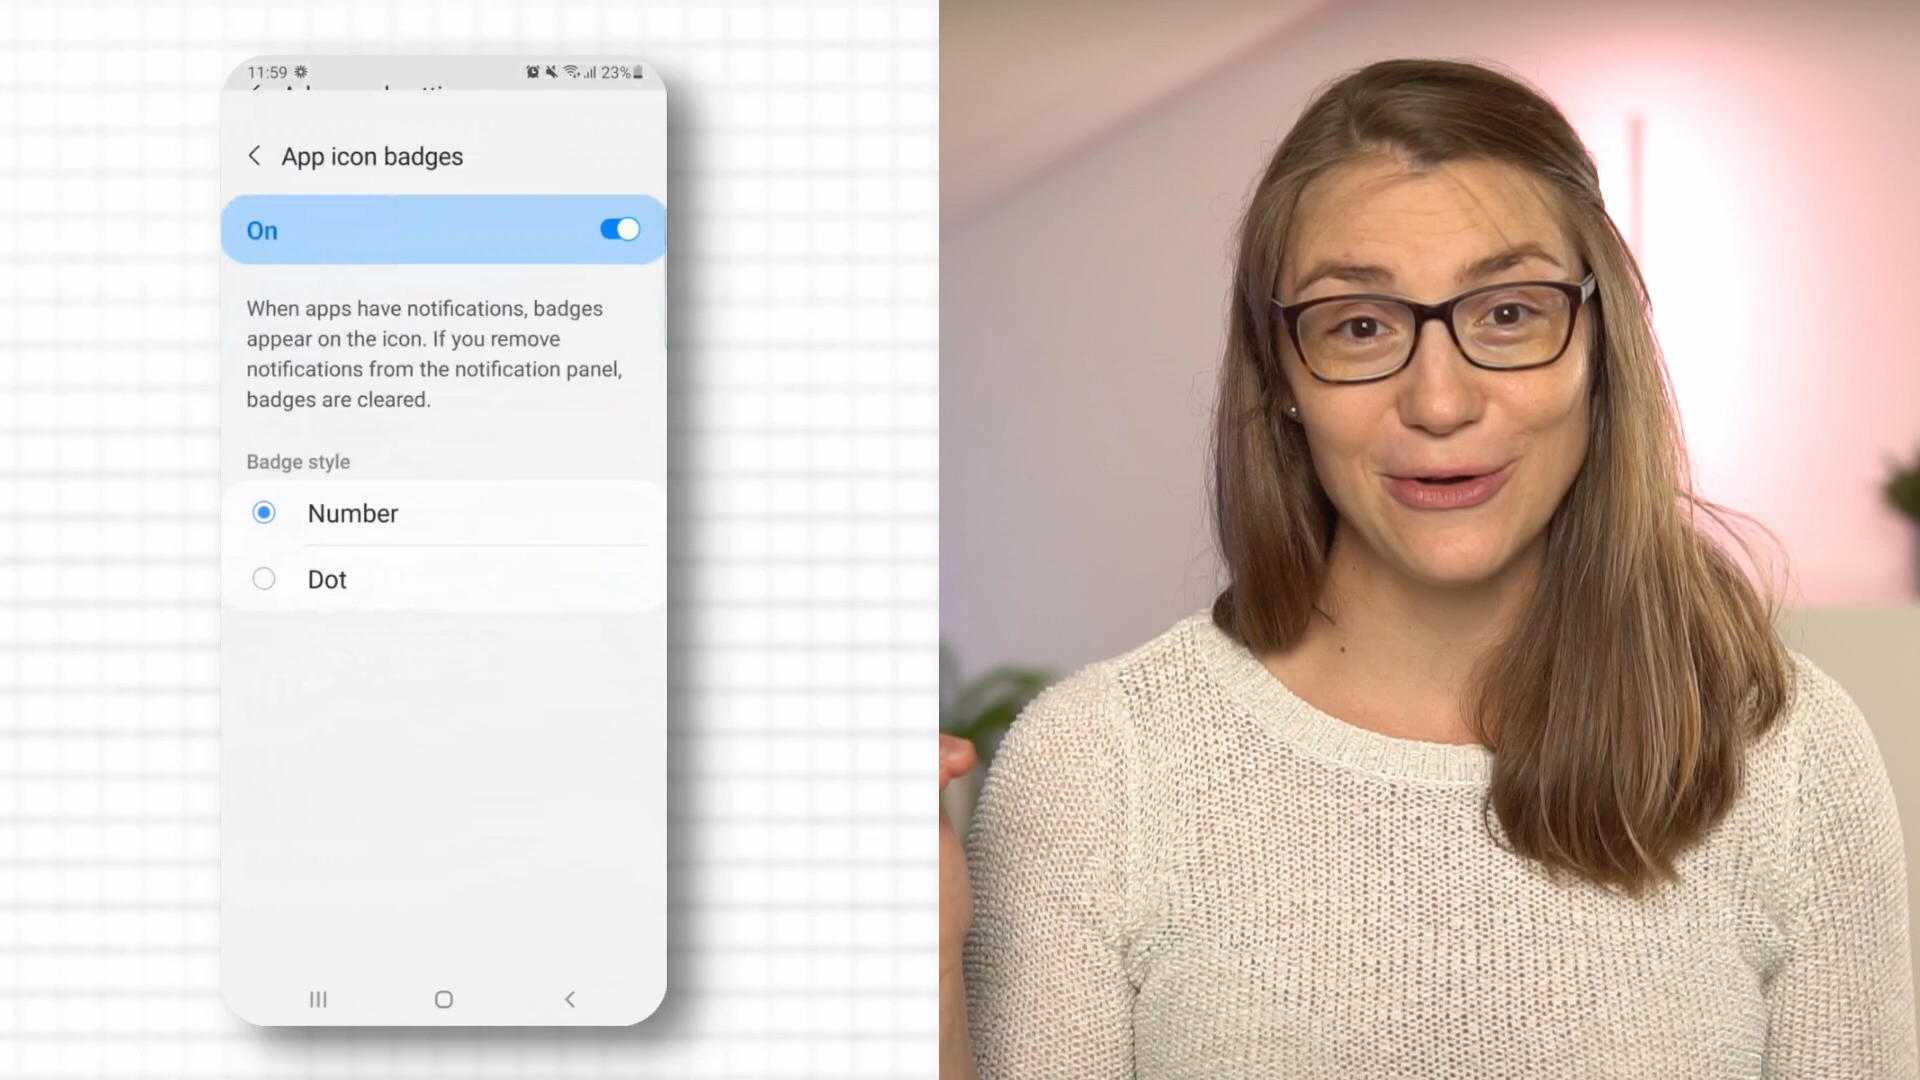 11:59
23%
App icon badges
On
When apps have notifications, badges
appear on the icon. If you remove
notifications from the notification panel,
badges are cleared.
Badge style
Number
Dot